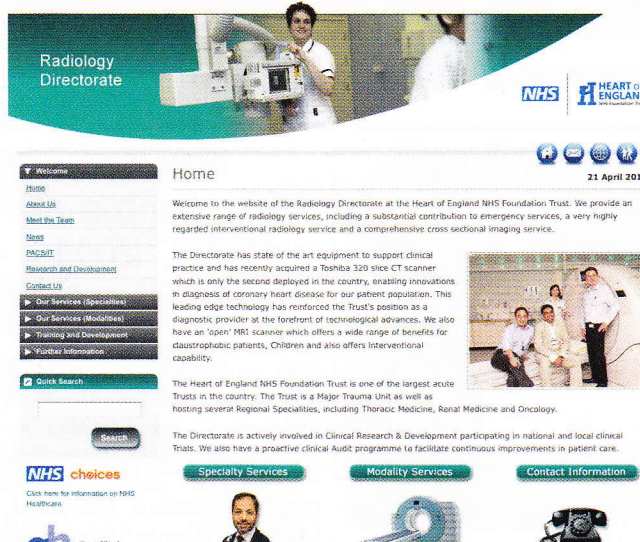 Radiology
Directorate
NHS
HEART OF
ENGLAND
NHS Foundation
21 April 201
Welcome
Home
About Us
Meet the Team
News
PACS/IT
Research and Development
Contact Us
Our Services (Specialties)
Our Services (Modalities)
Training and Development
Further Information
Quick Search
Search
NHS choices
Click here for information on NHS
Healthcare.
Home
Welcome to the website of the Radiology Directorate at the Heart of England NHS Foundation Trust. We provide an
extensive range of radiology services, including a substantial contribution to emergency services, a very highly
regarded interventional radiology service and a comprehensive cross sectional imaging service.
The Directorate has state of the art equipment to support clinical
practice and has recently acquired a Toshiba 320 slice CT scanner
which is only the second deployed in the country, enabling innovations
in diagnosis of coronary heart disease for our patient population. This
leading edge technology has reinforced the Trust's position as a
diagnostic provider at the forefront of technological advances. We also
have an 'open' MRI scanner which offers a wide range of benefits for
claustrophobic patients, Children and also offers Interventional
capability.
The Heart of England NHS Foundation Trust is one of the largest acute
Trusts in the country. The Trust is a Major Trauma Unit as well as
hosting several Regional Specialities, including Thoracic Medicine, Renal Medicine and Oncology.
The Directorate is actively involved in Clinical Research & Development participating in national and local clinical
Trials. We also have a proactive clinical Audit programme to facilitate continuous improvements in patient care.
Specialty Services
Modality Services
Contact Information